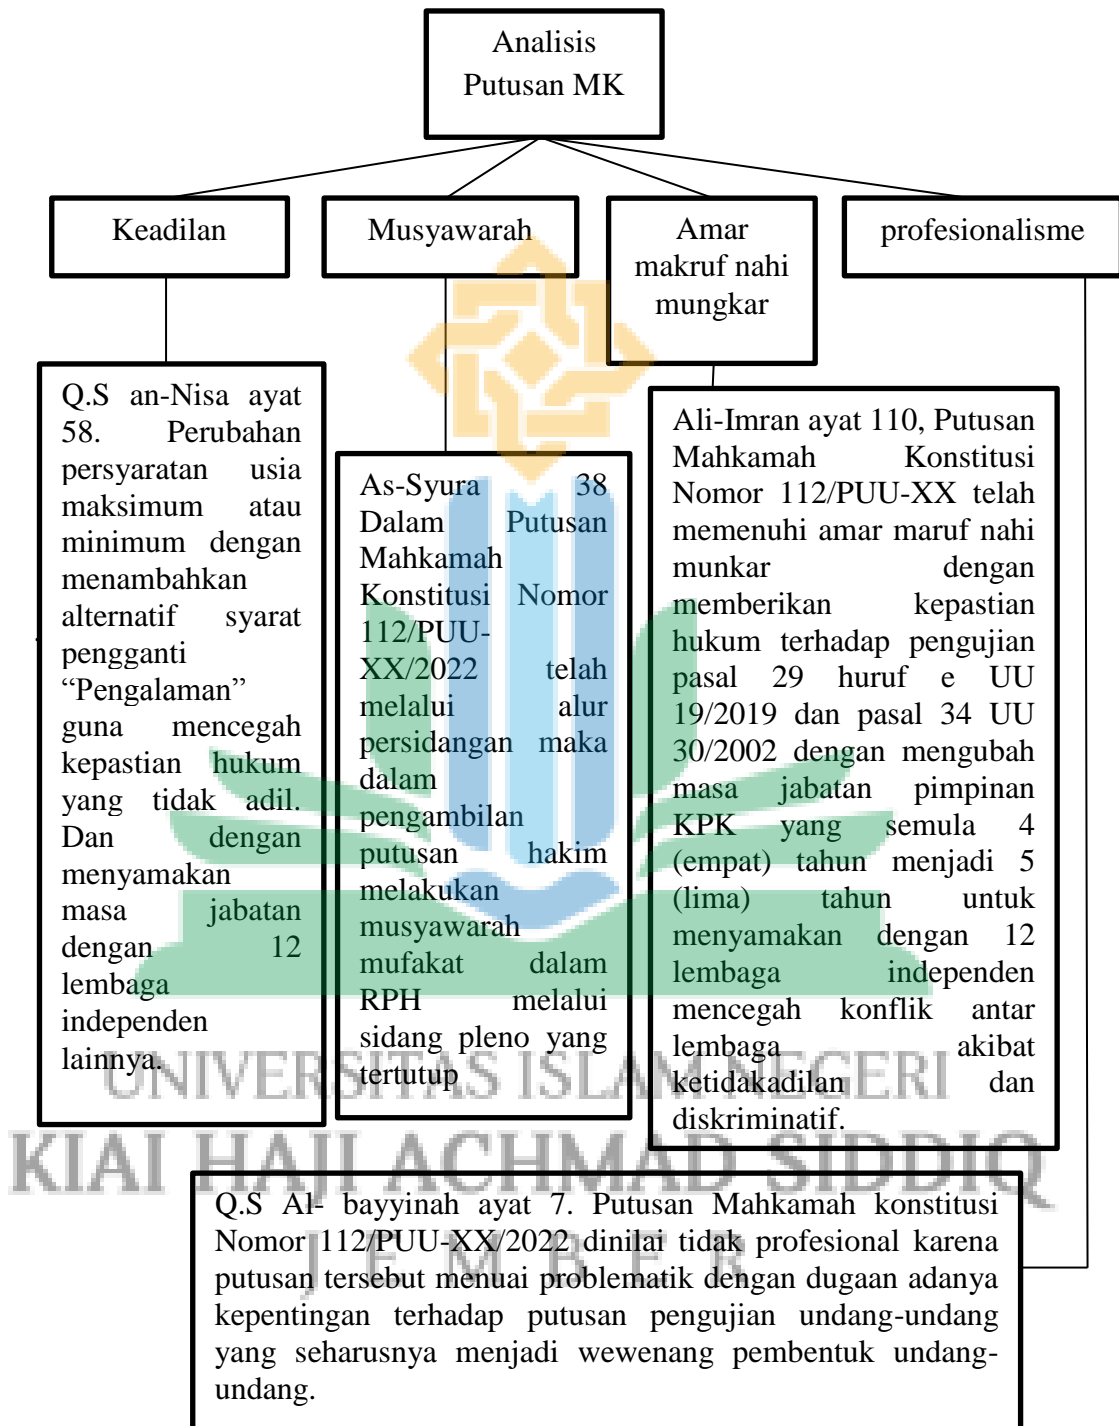 Analisis
Putusan MK
Keadilan
Musyawarah
Amar
makruf nahi
mungkar
profesionalisme
Q.S an-Nisa ayat
58. Perubahan
persyaratan usia
maksimum atau
minimum dengan
menambahkan
alternatif syarat
pengganti
“Pengalaman”
guna mencegah
kepastian hukum
yang tidak adil.
Dan dengan
menyamakan
masa jabatan
dengan 12
lembaga
independen
lainnya.
As-Syura 38
Dalam Putusan
Mahkamah
Konstitusi Nomor
112/PUU-
XX/2022 telah
melalui alur
persidangan maka
dalam
pengambilan
putusan hakim
melakukan
musyawarah
mufakat dalam
RPH melalui
sidang pleno yang
tertutup
Ali-Imran ayat 110, Putusan
Mahkamah Konstitusi
Nomor 112/PUU-XX telah
memenuhi amar maruf nahi
munkar dengan
memberikan kepastian
hukum terhadap pengujian
pasal 29 huruf e UU
19/2019 dan pasal 34 UU
30/2002 dengan mengubah
masa jabatan pimpinan
KPK yang semula 4
(empat) tahun menjadi 5
(lima) tahun untuk
menyamakan dengan 12
lembaga independen
mencegah konflik antar
lembaga akibat
ketidakadilan dan
diskriminatif.
UNIVERSITAS ISLAM NEGERI
KIAI HAJI ACHMAD SIDDIQ
JEMBER
Q.S Al- bayyinah ayat 7. Putusan Mahkamah konstitusi
Nomor 112/PUU-XX/2022 dinilai tidak profesional karena
putusan tersebut menuai problematik dengan dugaan adanya
kepentingan terhadap putusan pengujian undang-undang
yang seharusnya menjadi wewenang pembentuk undang-
undang.